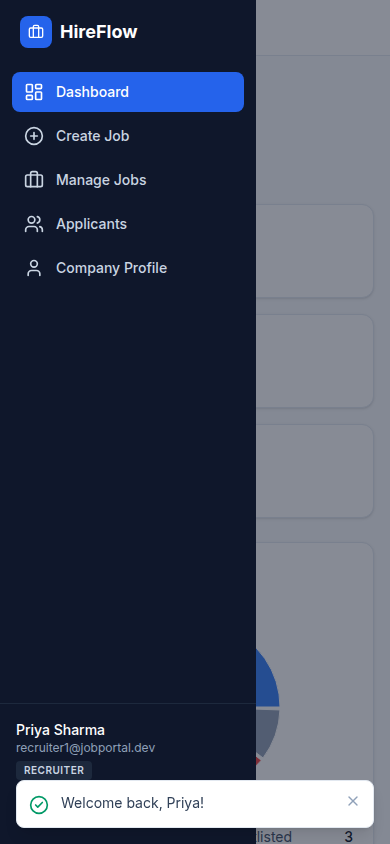 HireFlow
Dashboard
Create Job
Manage Jobs
Applicants
Company Profile
Priya Sharma
recruiter1@jobportal.dev
RECRUITER
Welcome back, Priya!
listed 3